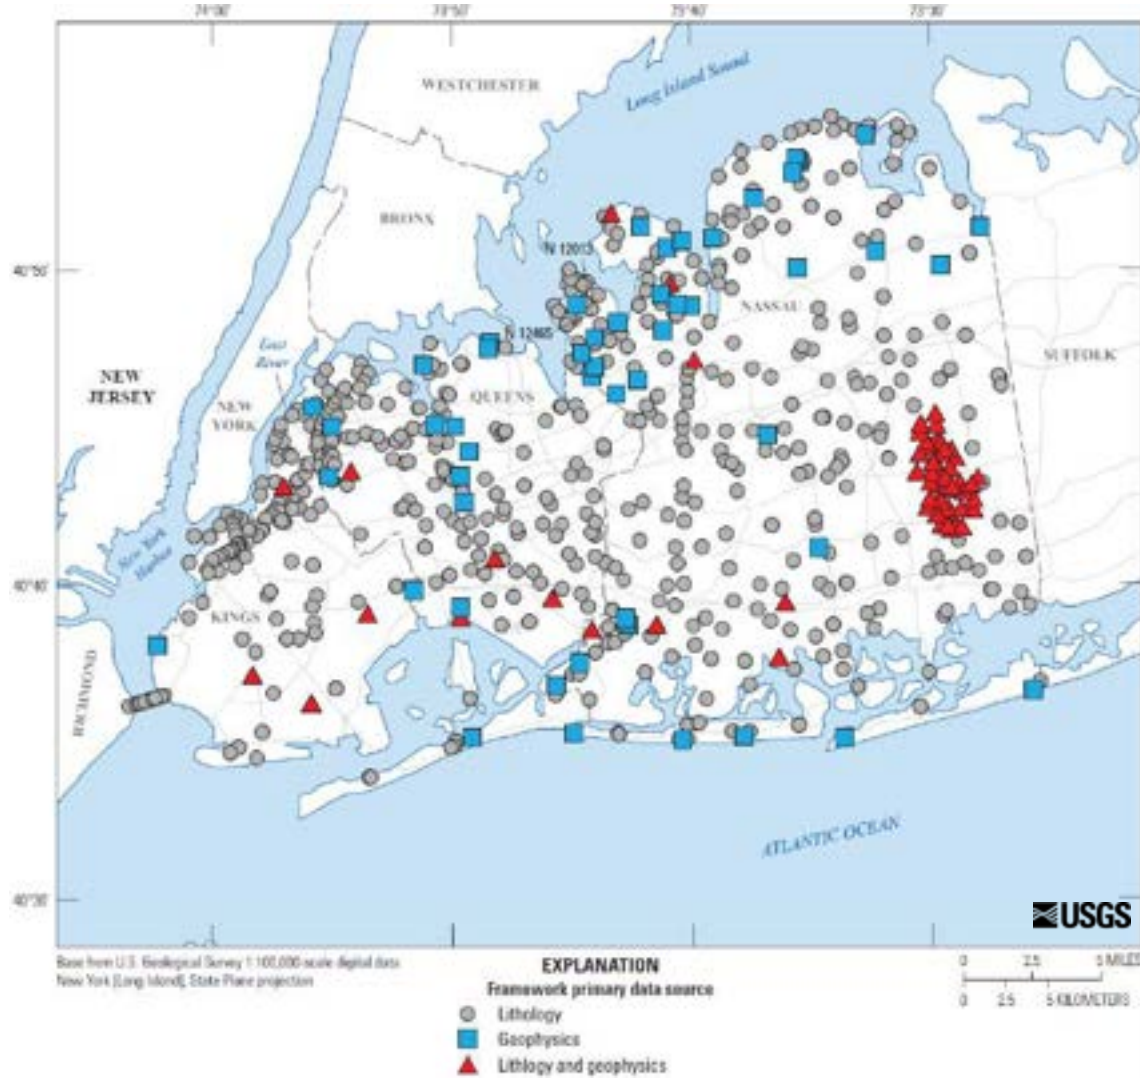 74°00'
73°50'
73°40'
73°30'
WESTCHESTER
Long Island Sound
BRONX
N 12013
40°50'
NASSAU
East
River
SUFFOLK
NEW
JERSEY
NEW
YORK
QUEENS
New York
Harbor
40°40'
KINGS
RICHMOND
ATLANTIC OCEAN
40°30'
USGS
Base from U.S. Geological Survey 1:100,000-scale digital data
New York (Long Island), State Plane projection
EXPLANATION
Framework primary data source
Lithology
Geophysics
Lithlogy and geophysics
0 2.5 5 MILES
0 2.5 5 KILOMETERS